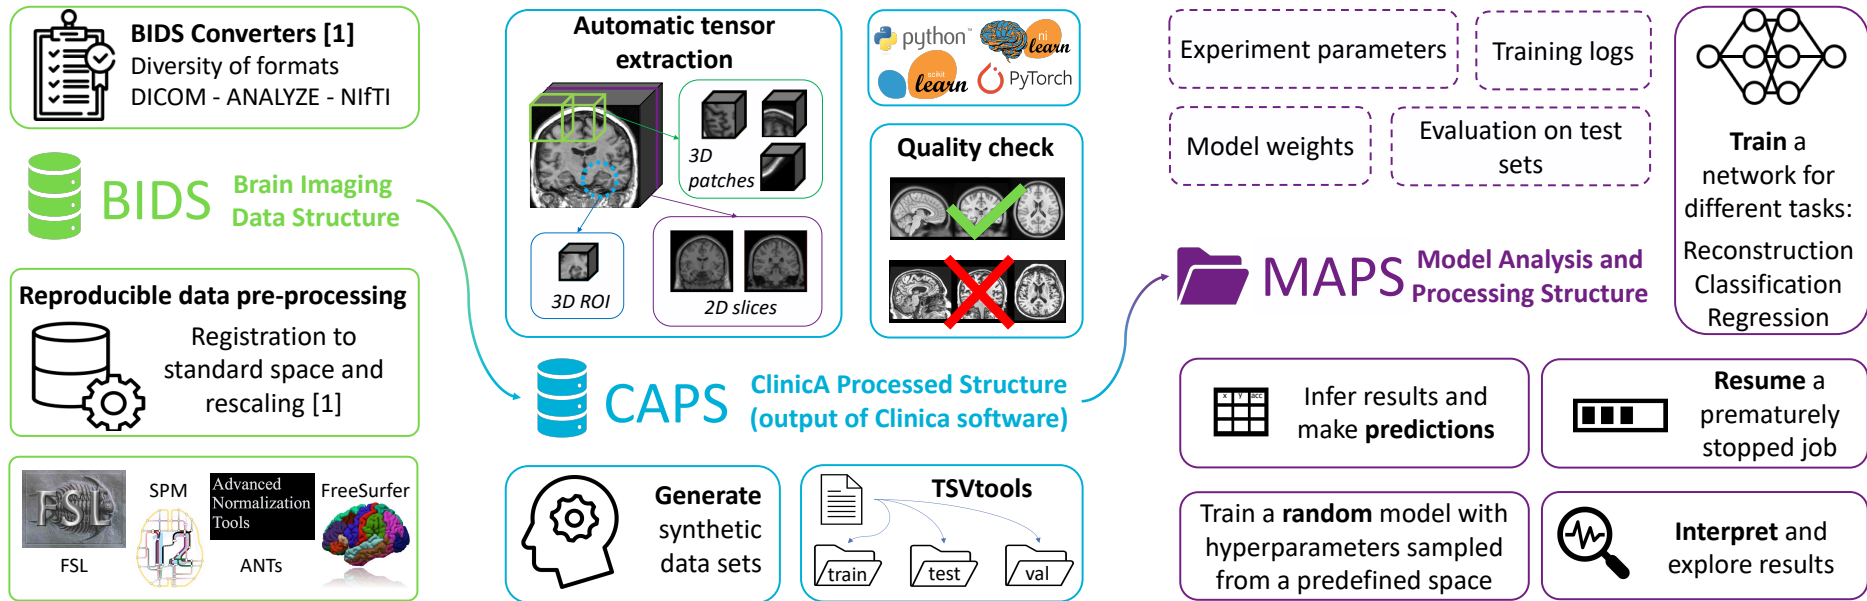 BIDS Converters [1]
Diversity of formats
DICOM - ANALYZE - NIfTI
BIDS
Brain Imaging
Data Structure
Reproducible data pre-processing
Registration to
standard space and
rescaling [1]
FSL
FSL
SPM
12
Advanced
Normalization
Tools
ANTs
FreeSurfer
Automatic tensor
extraction
3D
patches
3D ROI
2D slices
python™
ni
learn
scikit
learn
PyTorch
Quality check
CAPS
ClinicA Processed Structure
(output of Clinica software)
Generate
synthetic
data sets
TSVtools
train
test
val
Experiment parameters
Training logs
Model weights
Evaluation on test
sets
MAPS
Model Analysis and
Processing Structure
Train a
network for
different tasks:
Reconstruction
Classification
Regression
x y acc
Infer results and
make predictions
Resume a
prematurely
stopped job
Train a random model with
hyperparameters sampled
from a predefined space
Interpret and
explore results